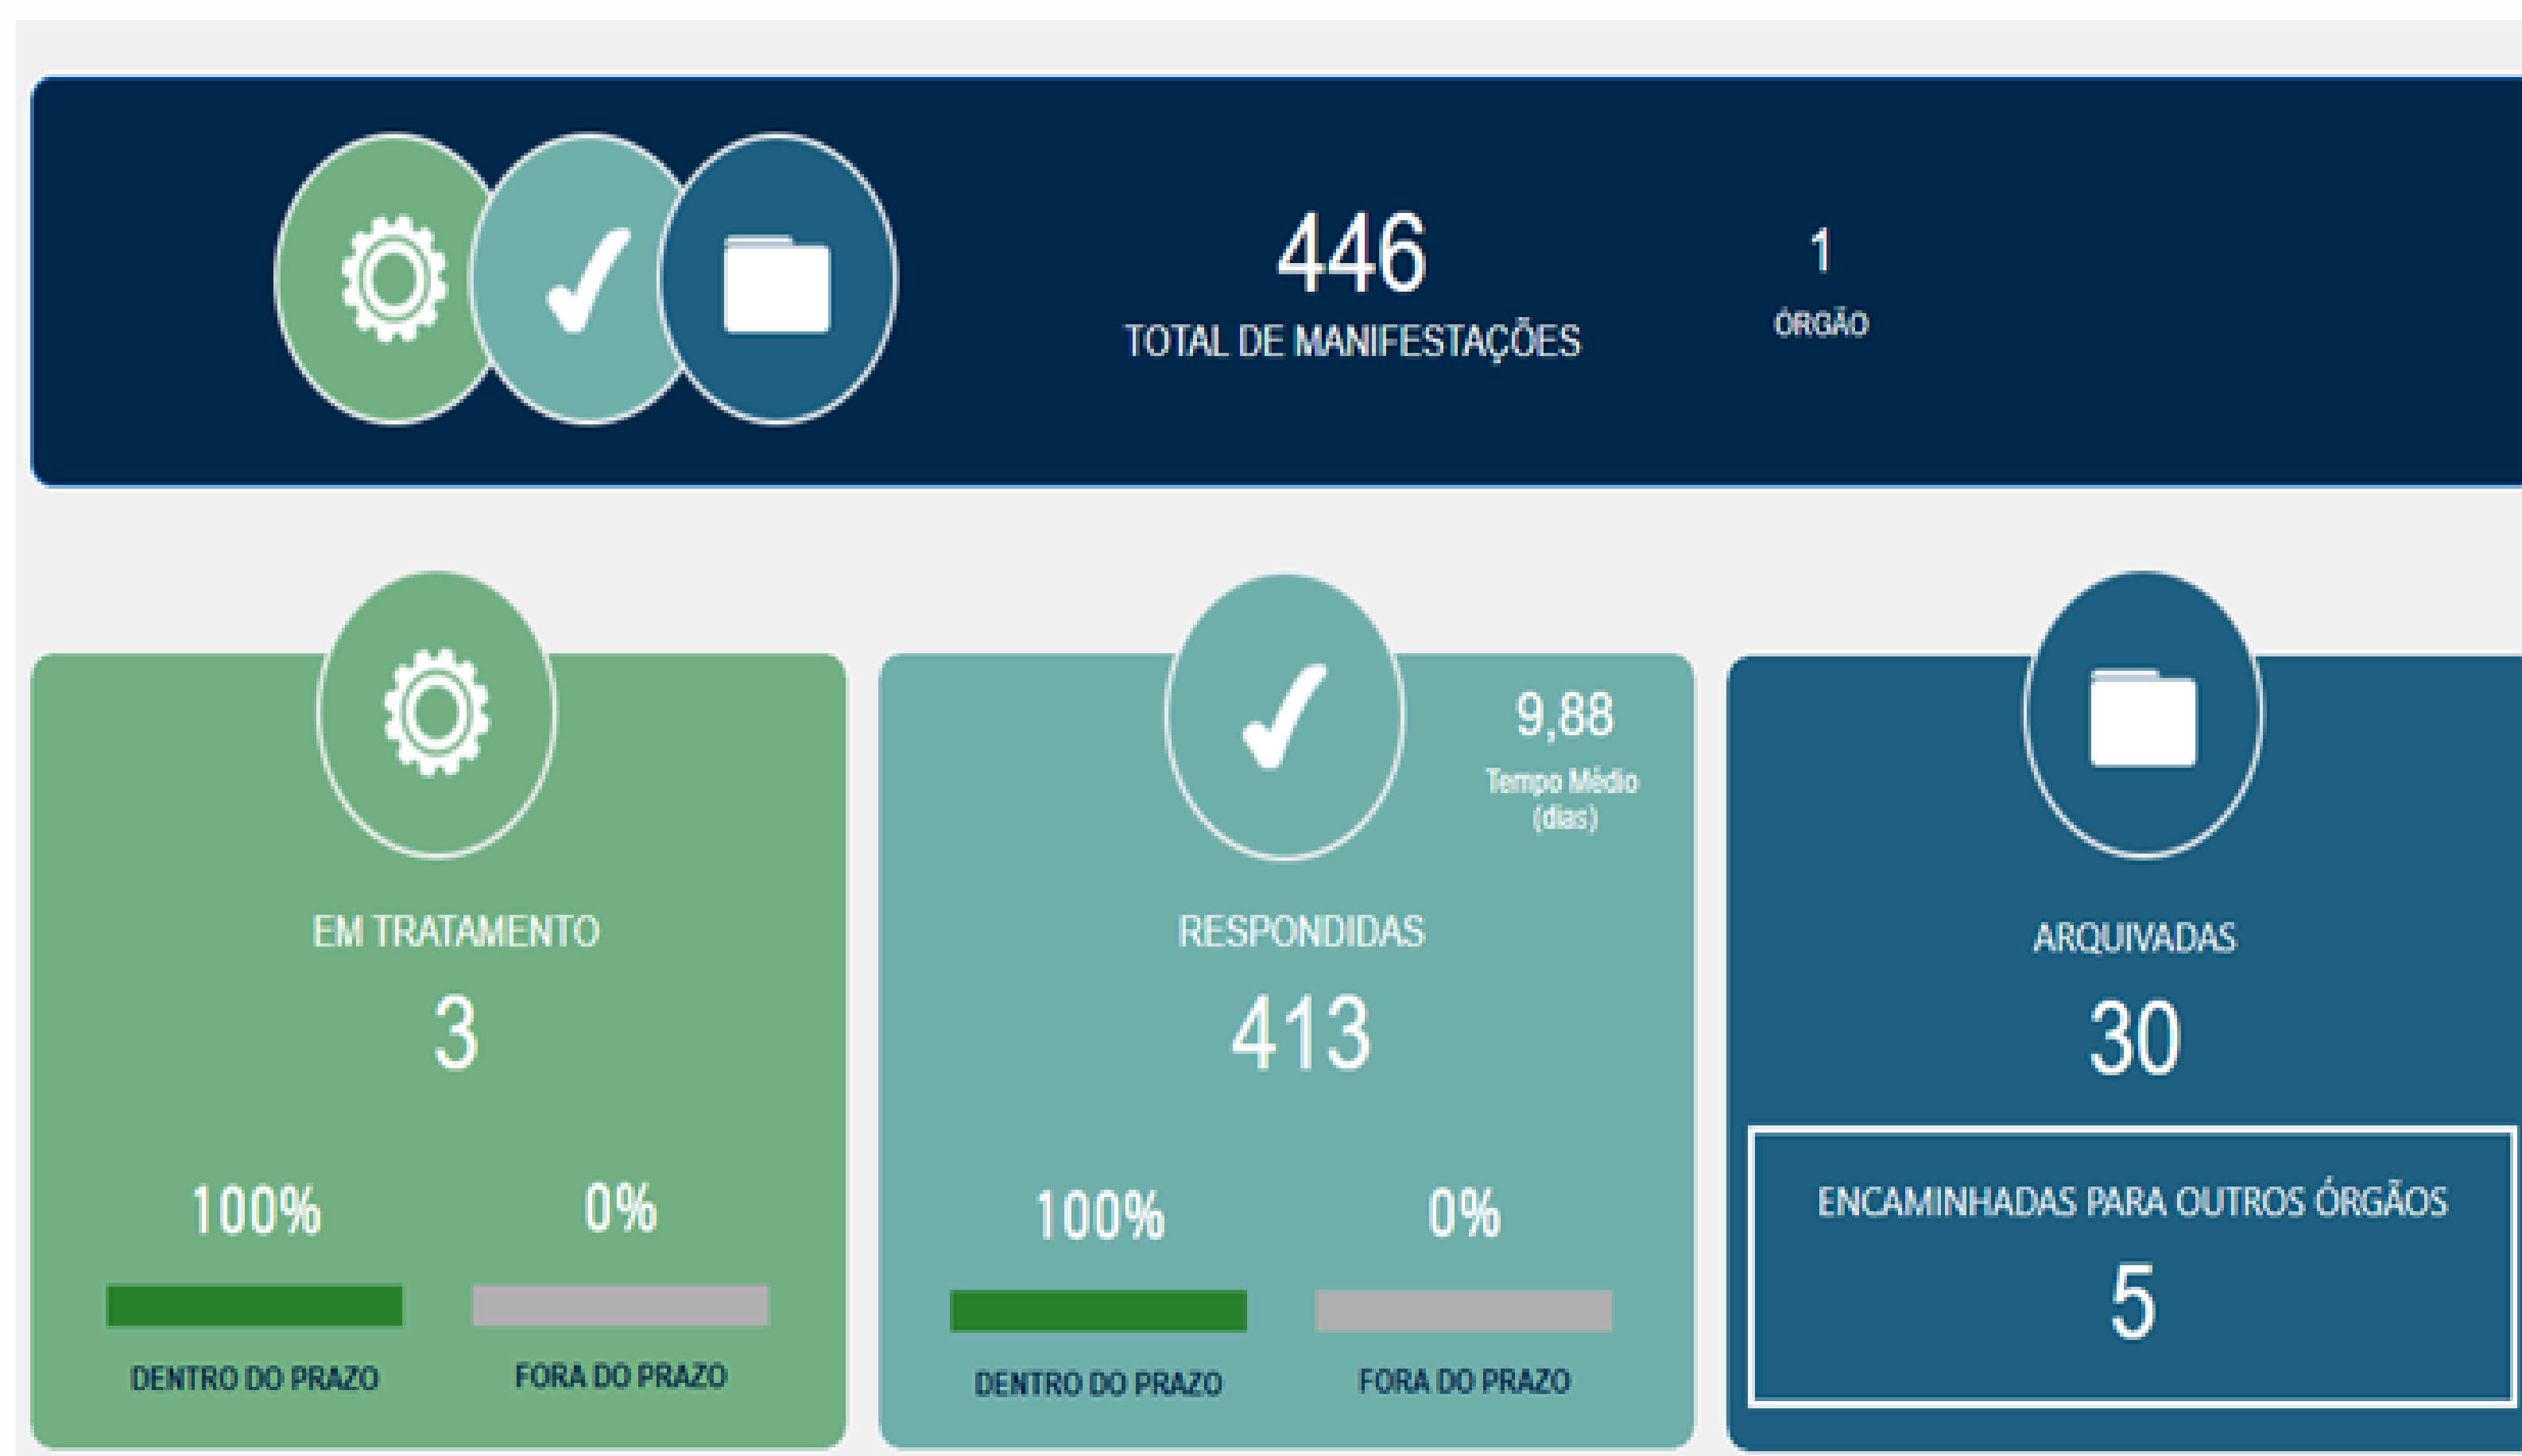 446
TOTAL DE MANIFESTAÇÕES
1
ÓRGÃO
EM TRATAMENTO
3
100%
0%
DENTRO DO PRAZO
FORA DO PRAZO
9,88
Tempo Médio
(dias)
RESPONDIDAS
413
100%
0%
DENTRO DO PRAZO
FORA DO PRAZO
ARQUIVADAS
30
ENCAMINHADAS PARA OUTROS ÓRGÃOS
5